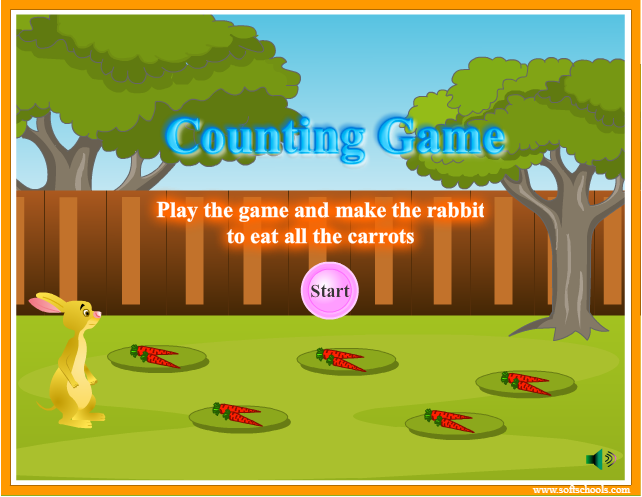 Counting Game
Play the game and make the rabbit
to eat all the carrots
Start
www.softschools.com